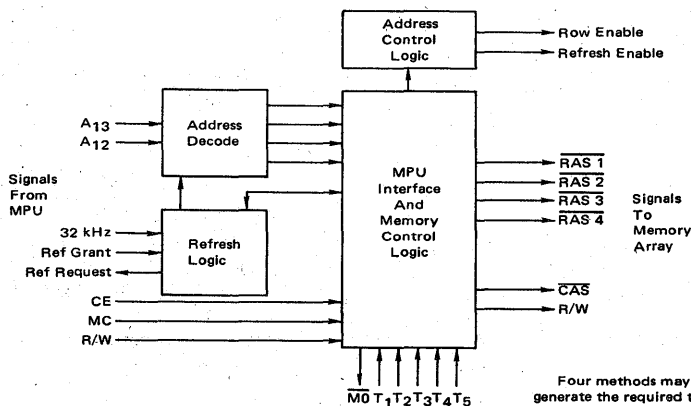 Address
Control
Logic
Row Enable
Refresh Enable
A13
A12
Address
Decode
Signals
From
MPU
32 kHz
Ref Grant
Ref Request
Refresh
Logic
MPU
Interface
And
Memory
Control
Logic
RAS 1
RAS 2
RAS 3
RAS 4
Signals
To
Memory
Array
CAS
R/W
CE
MC
R/W
M0 T1 T2 T3 T4 T5
Four methods may
generate the required